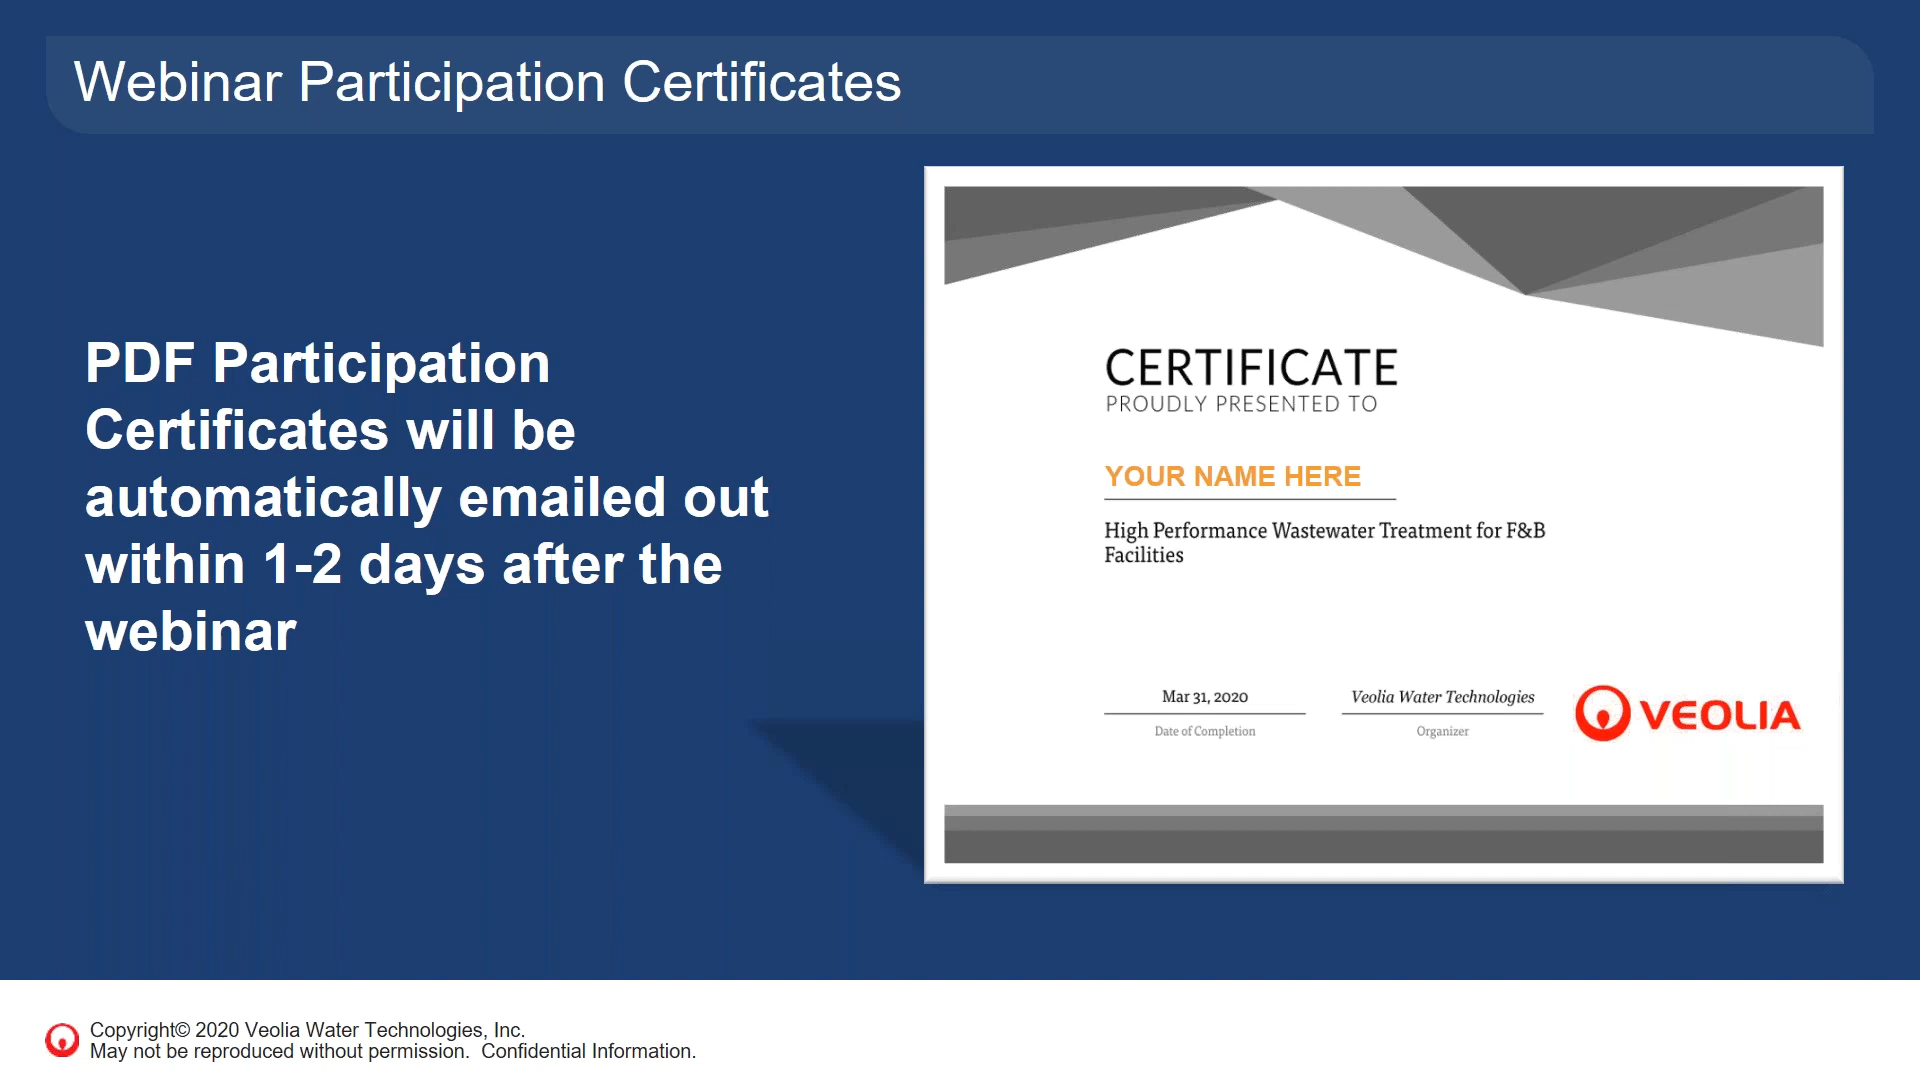 Webinar Participation Certificates
PDF Participation
Certificates will be
automatically emailed out
within 1-2 days after the
webinar
CERTIFICATE
PROUDLY PRESENTED TO
YOUR NAME HERE
High Performance Wastewater Treatment for F&B
Facilities
Mar 31, 2020
Date of Completion
Veolia Water Technologies
Organizer
VEOLIA
Copyright© 2020 Veolia Water Technologies, Inc.
May not be reproduced without permission.  Confidential Information.